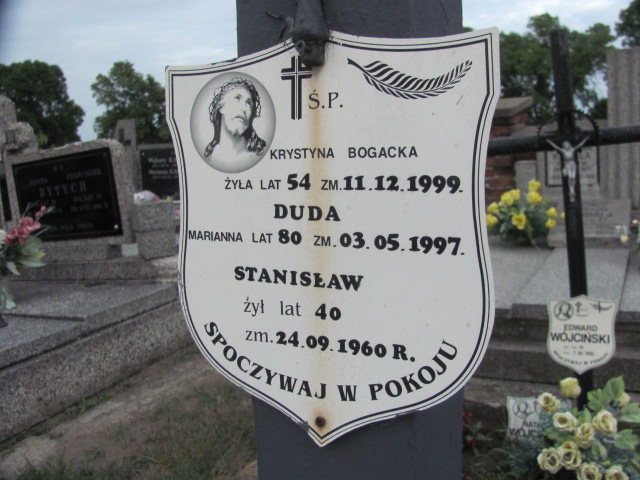 Ś.P.
KRYSTYNA BOGACKA
ŻYŁA LAT 54 ZM. 11.12.1999.
DUDA
MARIANNA LAT 80 ZM. 03.05.1997.
STANISŁAW
żył lat 40
zm. 24.09.1960 R.
SPOCZYWAJ W POKOJU
RYTYCH
EDWARD
WÓJCIŃSKI